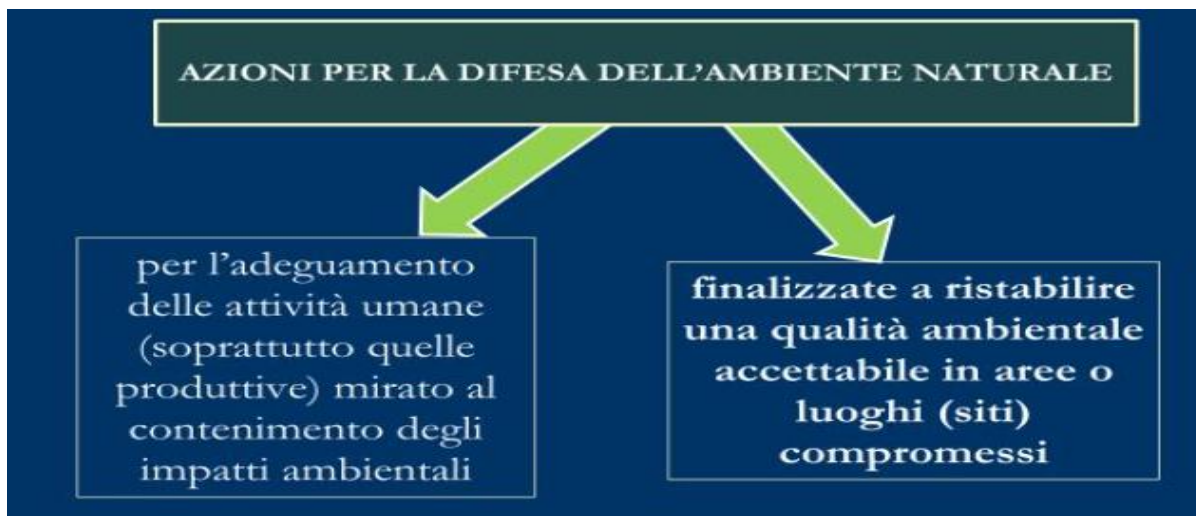 AZIONI PER LA DIFESA DELL'AMBIENTE NATURALE
per l'adeguamento
delle attività umane
(soprattutto quelle
produttive) mirato al
contenimento degli
impatti ambientali
finalizzate a ristabilire
una qualità ambientale
accettabile in aree o
luoghi (siti)
compromessi